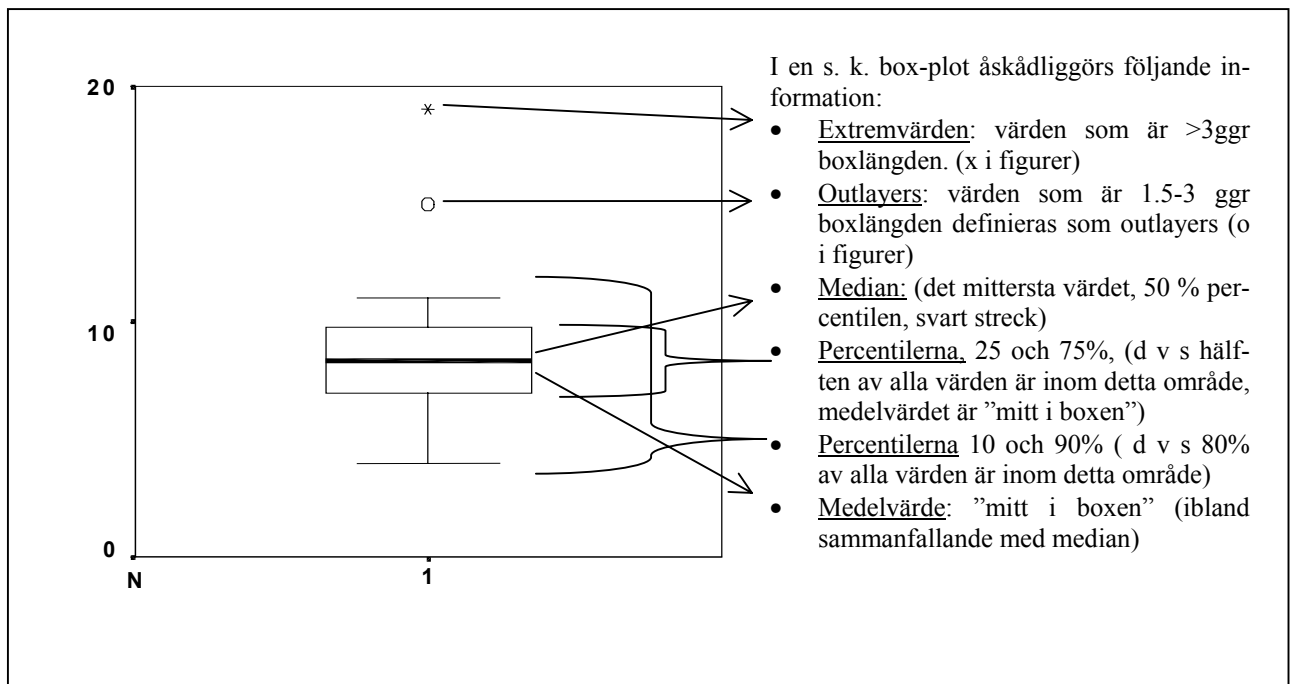 20
10
0
N
1
I en s. k. box-plot åskådliggörs följande in-
formation:
• Extremvärden: värden som är >3ggr
boxlängden. (x i figurer)
• Outlayers: värden som är 1.5-3 ggr
boxlängden definieras som outlayers (o
i figurer)
• Median: (det mittersta värdet, 50 % per-
centilen, svart streck)
• Percentilerna, 25 och 75%, (d v s hälf-
ten av alla värden är inom detta område,
medelvärdet är ”mitt i boxen”)
• Percentilerna 10 och 90% ( d v s 80%
av alla värden är inom detta område)
• Medelvärde: ”mitt i boxen” (ibland
sammanfallande med median)